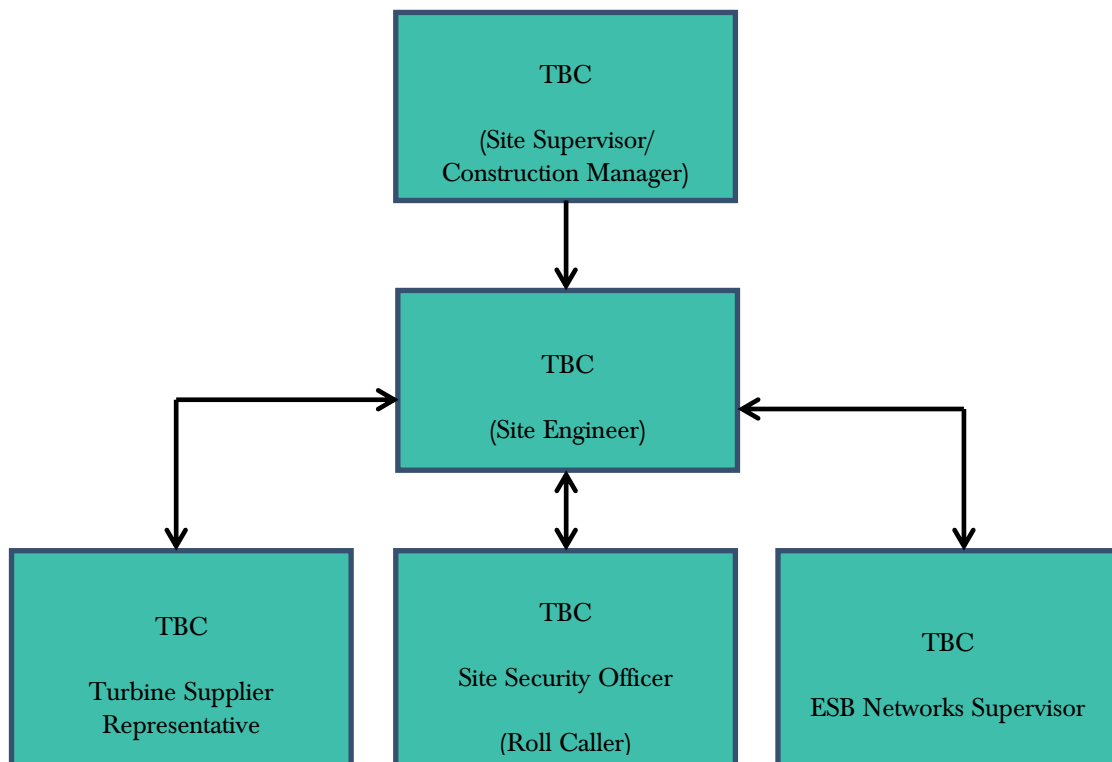 TBC
(Site Supervisor/
Construction Manager)
TBC
(Site Engineer)
TBC
Turbine Supplier
Representative
TBC
Site Security Officer
(Roll Caller)
TBC
ESB Networks Supervisor